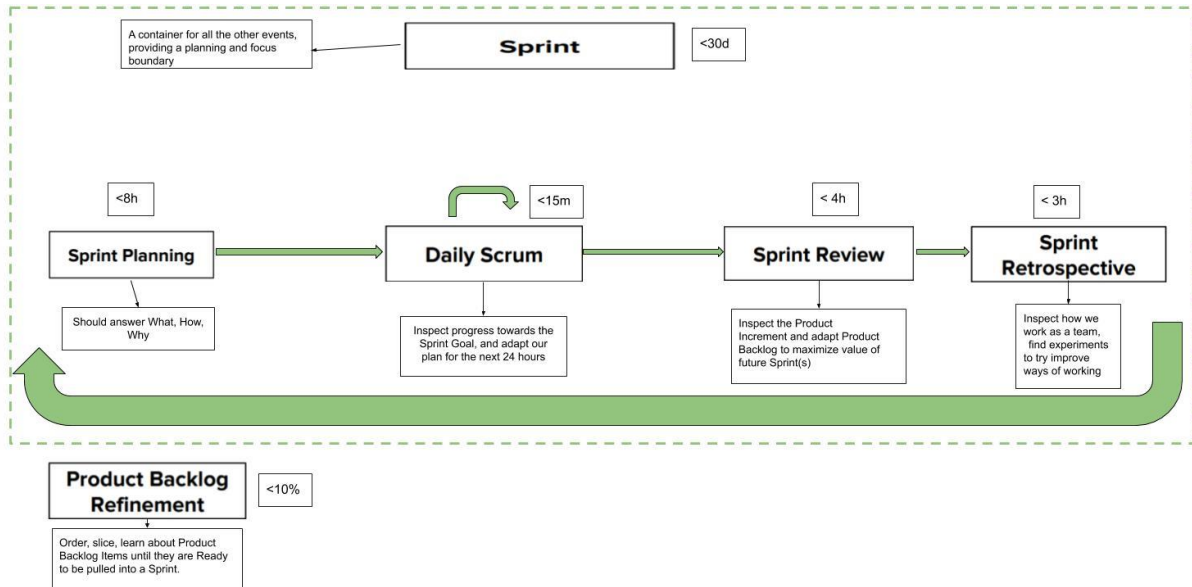 A container for all the other events,
providing a planning and focus
boundary
Sprint
<30d
<8h
<15m
< 4h
< 3h
Sprint Planning
Daily Scrum
Sprint Review
Sprint
Retrospective
Should answer What, How,
Why
Inspect progress towards the
Sprint Goal, and adapt our
plan for the next 24 hours
Inspect the Product
Increment and adapt Product
Backlog to maximize value of
future Sprint(s)
Inspect how we
work as a team,
find experiments
to try improve
ways of working
Product Backlog
Refinement
<10%
Order, slice, learn about Product
Backlog Items until they are Ready
to be pulled into a Sprint.